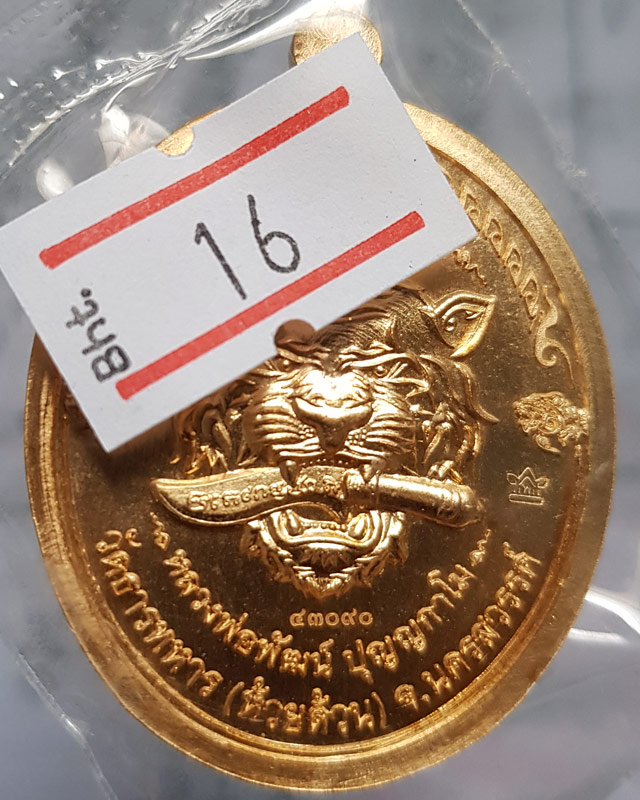 Bht.
16
๔๓๐๙๐
หลวงพ่อพัฒน์ ปุญญกาโม
วัดธารทหาร (ห้วยด้วน) จ.นครสวรรค์